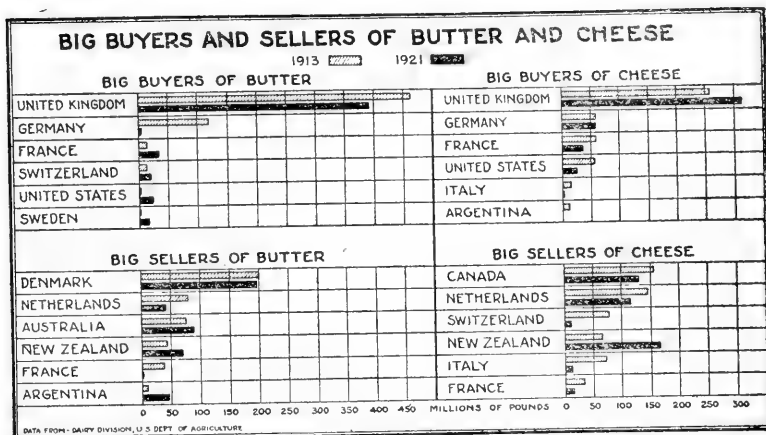 BIG BUYERS AND SELLERS OF BUTTER AND CHEESE
1913 1921
BIG BUYERS OF BUTTER
UNITED KINGDOM
GERMANY
FRANCE
SWITZERLAND
UNITED STATES
SWEDEN
BIG BUYERS OF CHEESE
UNITED KINGDOM
GERMANY
FRANCE
UNITED STATES
ITALY
ARGENTINA
BIG SELLERS OF BUTTER
DENMARK
NETHERLANDS
AUSTRALIA
NEW ZEALAND
FRANCE
ARGENTINA
BIG SELLERS OF CHEESE
CANADA
NETHERLANDS
SWITZERLAND
NEW ZEALAND
ITALY
FRANCE
0 50 100 150 200 250 300 350 400 450 MILLIONS OF POUNDS 0 50 100 150 200 250 300
DATA FROM - DAIRY DIVISION, U S DEPT OF AGRICULTURE